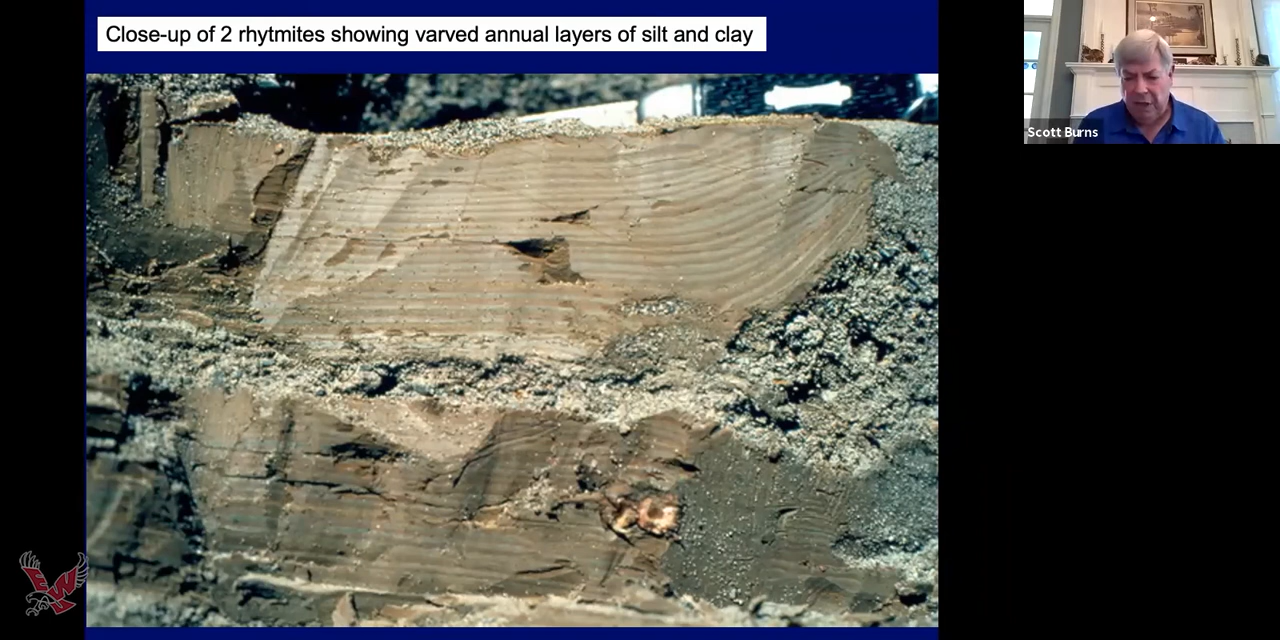 Close-up of 2 rhytmites showing varved annual layers of silt and clay
Scott Burns